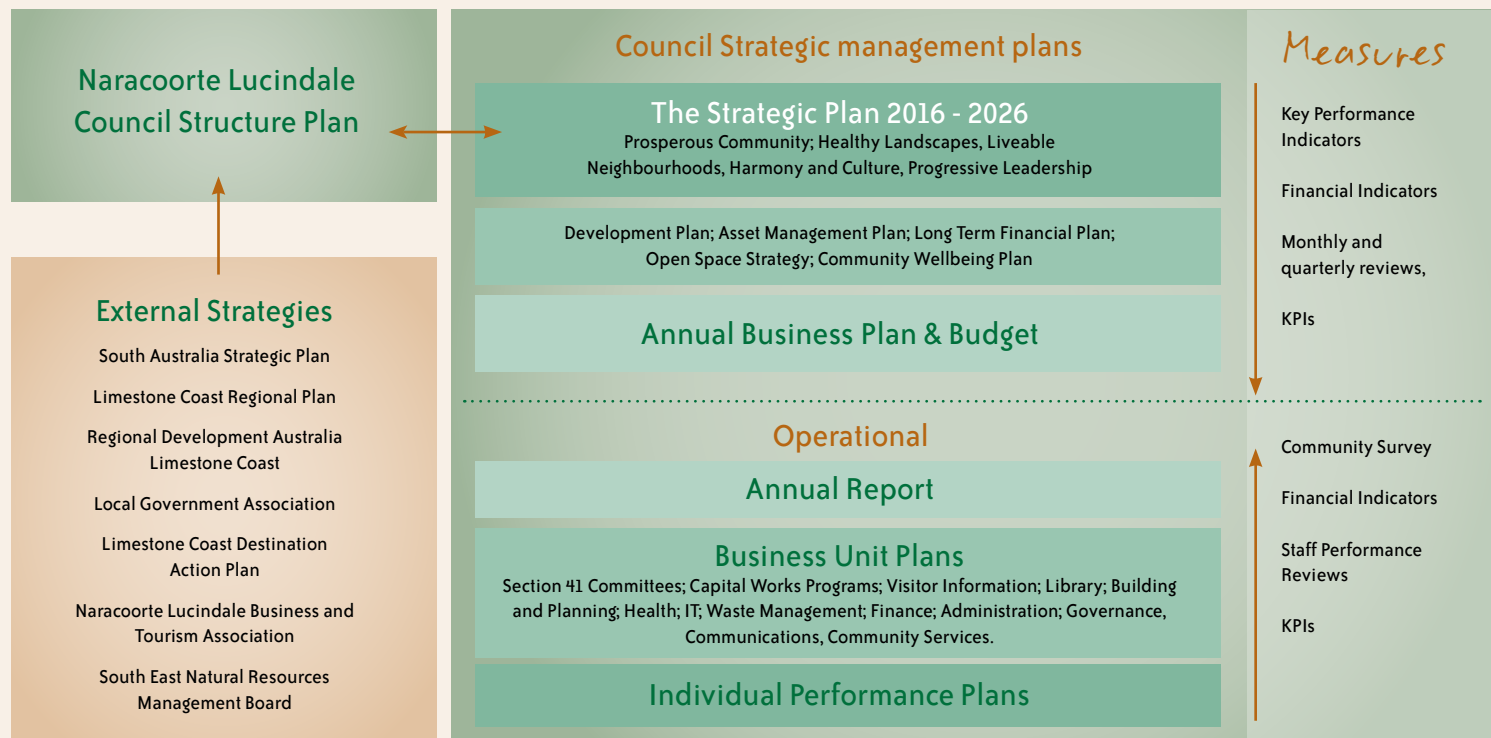 Naracoorte Lucindale
Council Structure Plan
External Strategies
South Australia Strategic Plan
Limestone Coast Regional Plan
Regional Development Australia
Limestone Coast
Local Government Association
Limestone Coast Destination
Action Plan
Naracoorte Lucindale Business and
Tourism Association
South East Natural Resources
Management Board
Council Strategic management plans
The Strategic Plan 2016 - 2026
Prosperous Community; Healthy Landscapes, Liveable
Neighbourhoods, Harmony and Culture, Progressive Leadership
Development Plan; Asset Management Plan; Long Term Financial Plan;
Open Space Strategy; Community Wellbeing Plan
Annual Business Plan & Budget
Operational
Annual Report
Business Unit Plans
Section 41 Committees; Capital Works Programs; Visitor Information; Library; Building
and Planning; Health; IT; Waste Management; Finance; Administration; Governance,
Communications, Community Services.
Individual Performance Plans
Measures
Key Performance
Indicators
Financial Indicators
Monthly and
quarterly reviews,
KPIs
Community Survey
Financial Indicators
Staff Performance
Reviews
KPIs